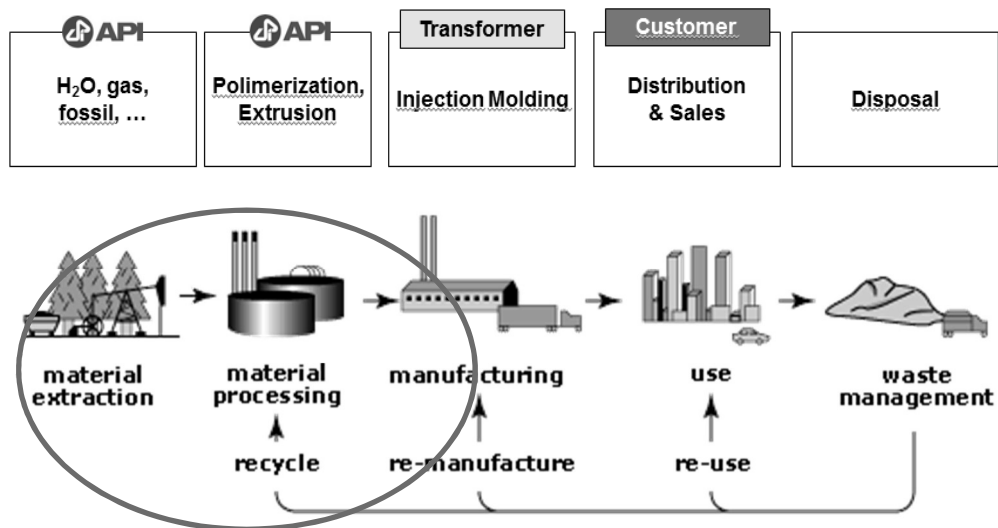 API
API
Transformer
Customer
H₂O, gas,
fossil, …
Polimerization,
Extrusion
Injection Molding
Distribution
& Sales
Disposal
material
extraction
material
processing
manufacturing
use
waste
management
recycle
re-manufacture
re-use